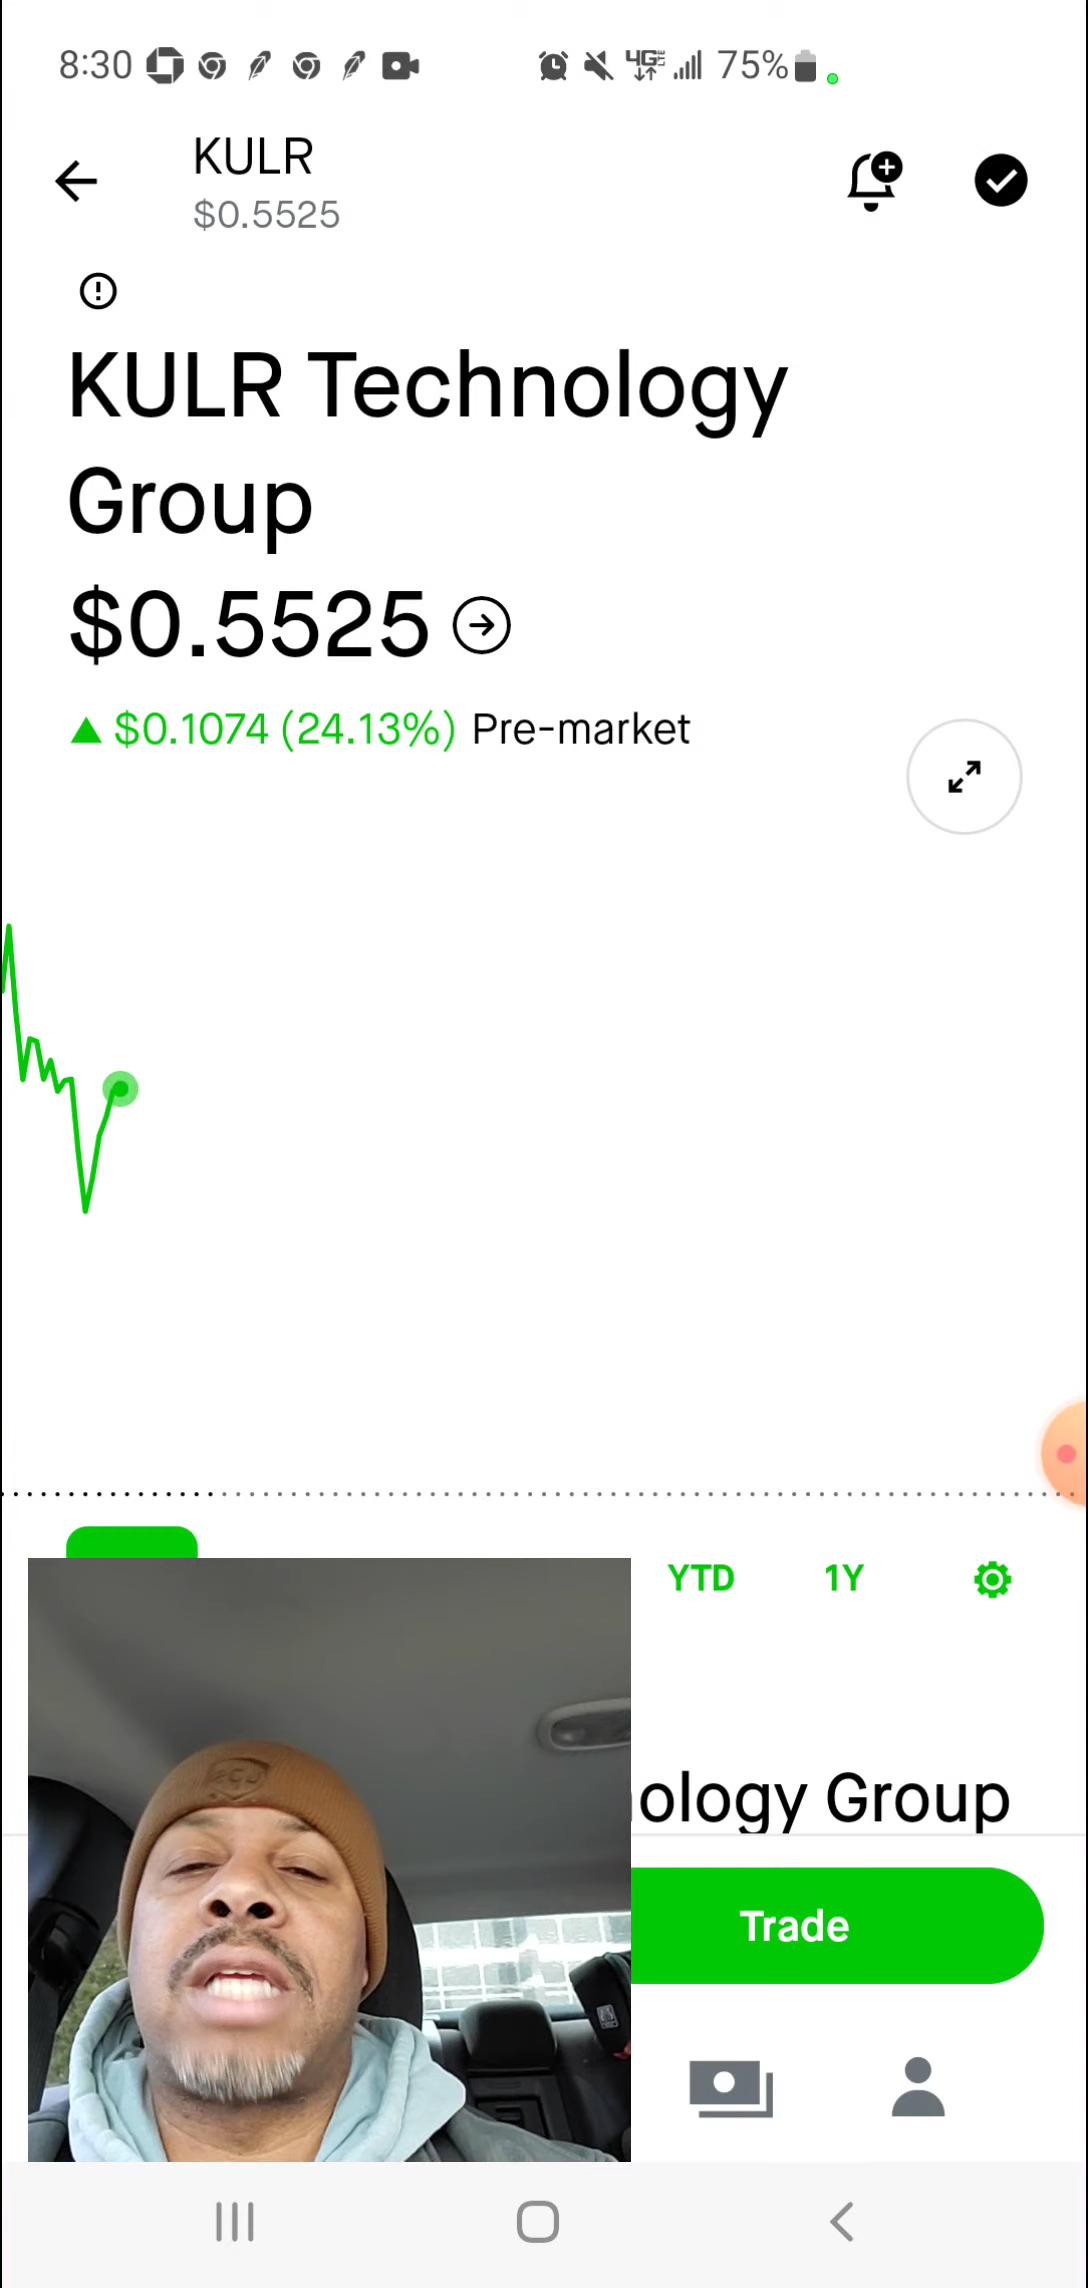 8:30 4GE 75%
KULR
$0.5525
KULR Technology
Group
$0.5525
▲ $0.1074 (24.13%) Pre-market
YTD 1Y
ology Group
Trade